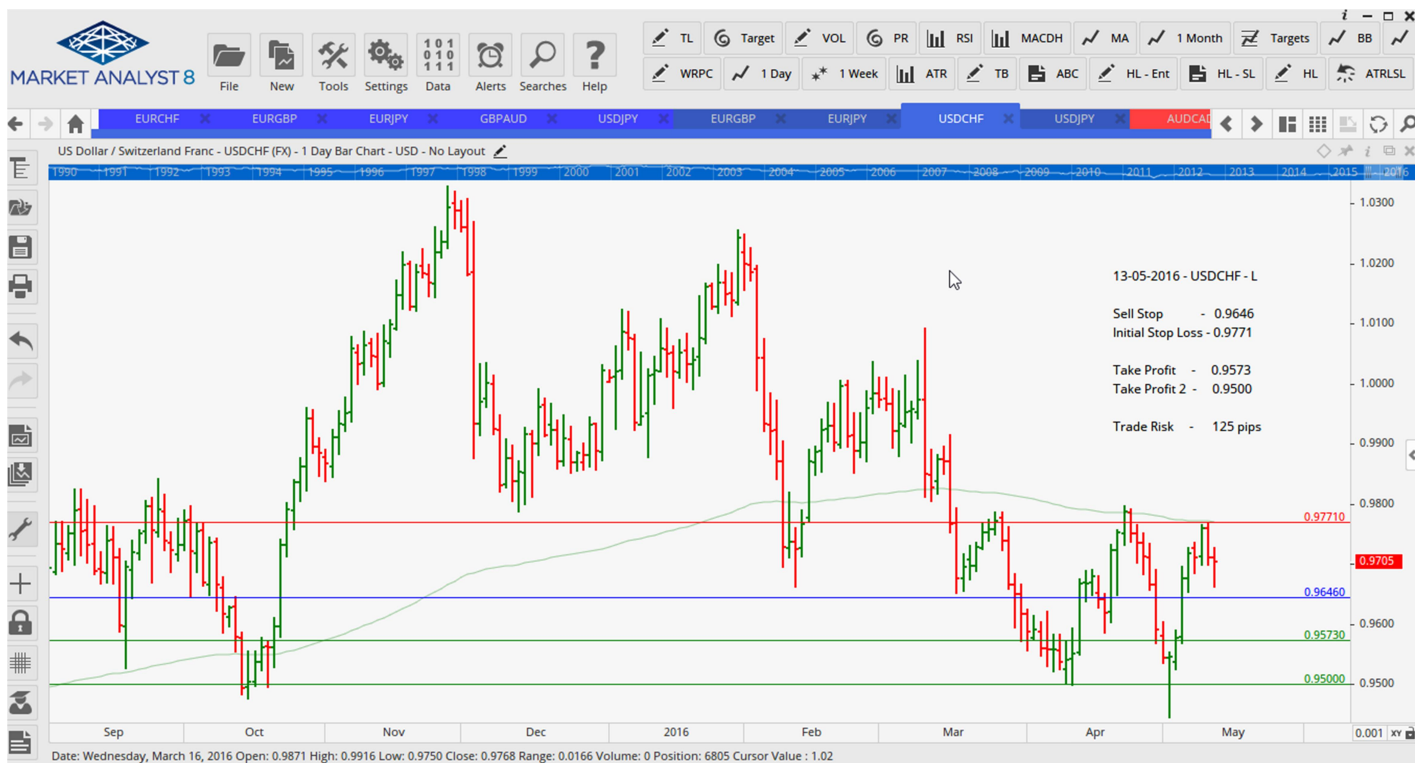 i
MARKET ANALYST 8
File New Tools Settings Data Alerts Searches Help
101
010
111
TL Target VOL PR RSI MACDH MA 1 Month Targets BB
WRPC 1 Day 1 Week ATR TB ABC HL - Ent HL - SL HL ATRLSL
EURCHF EURGBP EURJPY GBPAUD USDJPY EURGBP EURJPY USDCHF USDJPY AUDCAD
US Dollar / Switzerland Franc - USDCHF (FX) - 1 Day Bar Chart - USD - No Layout
1990 1991 1992 1993 1994 1995 1996 1997 1998 1999 2000 2001 2002 2003 2004 2005 2006 2007 2008 2009 2010 2011 2012 2013 2014 2015 2016
13-05-2016 - USDCHF - L
Sell Stop - 0.9646
Initial Stop Loss - 0.9771
Take Profit - 0.9573
Take Profit 2 - 0.9500
Trade Risk - 125 pips
1.0300
1.0200
1.0100
1.0000
0.9900
0.9800
0.97710
0.9705
0.96460
0.9600
0.95730
0.95000
0.9500
Sep Oct Nov Dec 2016 Feb Mar Apr May
0.001 XY
Date: Wednesday, March 16, 2016 Open: 0.9871 High: 0.9916 Low: 0.9750 Close: 0.9768 Range: 0.0166 Volume: 0 Position: 6805 Cursor Value : 1.02